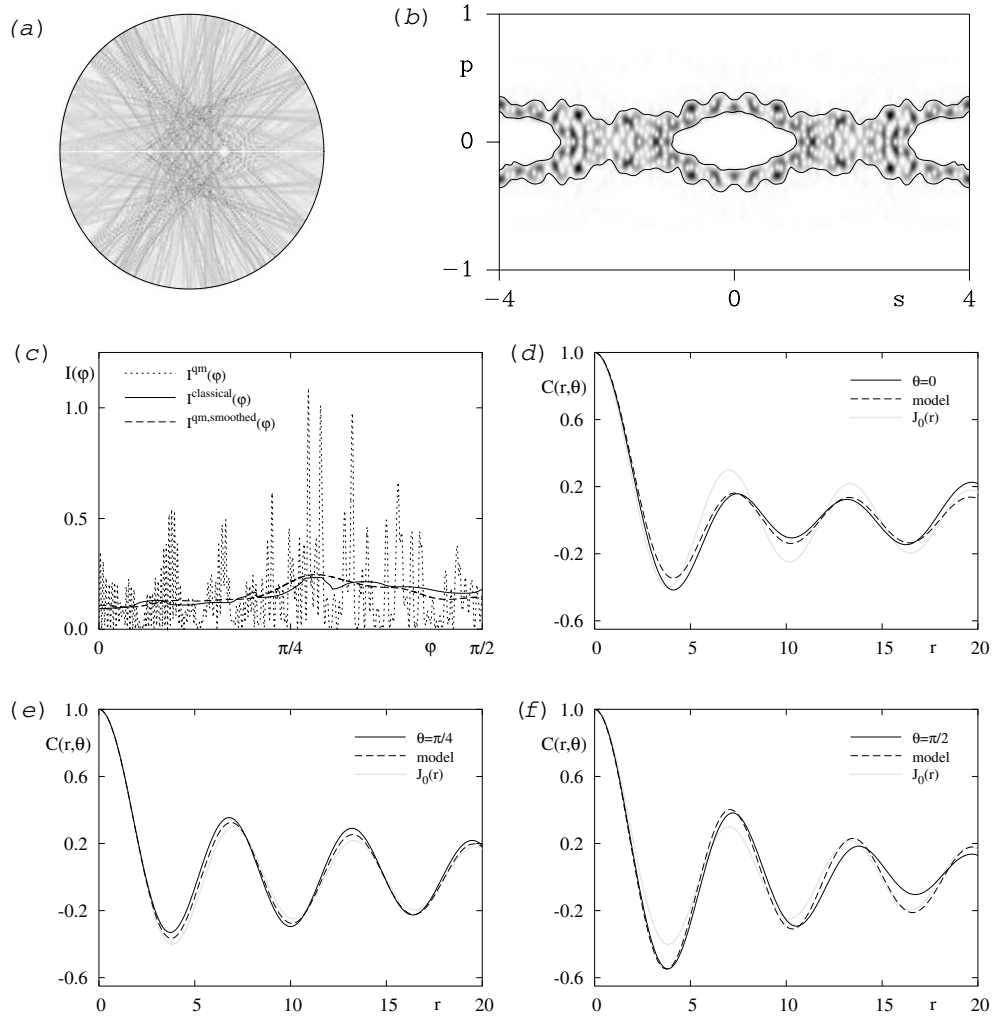 (a)
(b)
1
p
0
−1
−4
0
s
4
(c)
I(φ)
1.0
0.5
0.0
I^qm(φ)
I^classical(φ)
I^qm,smoothed(φ)
0
π/4
φ
π/2
(d)
1.0
C(r,θ)
0.6
0.2
-0.2
-0.6
θ=0
model
J_0(r)
0
5
10
15
r
20
(e)
1.0
C(r,θ)
0.6
0.2
-0.2
-0.6
θ=π/4
model
J_0(r)
0
5
10
15
r
20
(f)
1.0
C(r,θ)
0.6
0.2
-0.2
-0.6
θ=π/2
model
J_0(r)
0
5
10
15
r
20